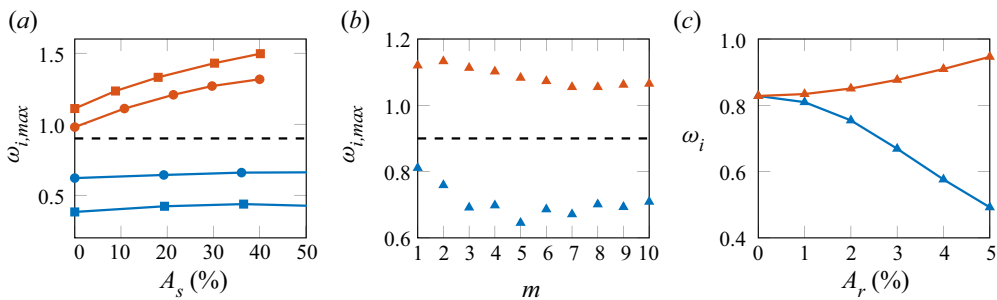 (a)
1.5
1.0
0.5
ω_{i,max}
0 10 20 30 40 50
A_s (%)
(b)
1.2
1.0
0.8
0.6
ω_{i,max}
1 2 3 4 5 6 7 8 9 10
m
(c)
1.0
0.8
0.6
0.4
ω_i
0 1 2 3 4 5
A_r (%)